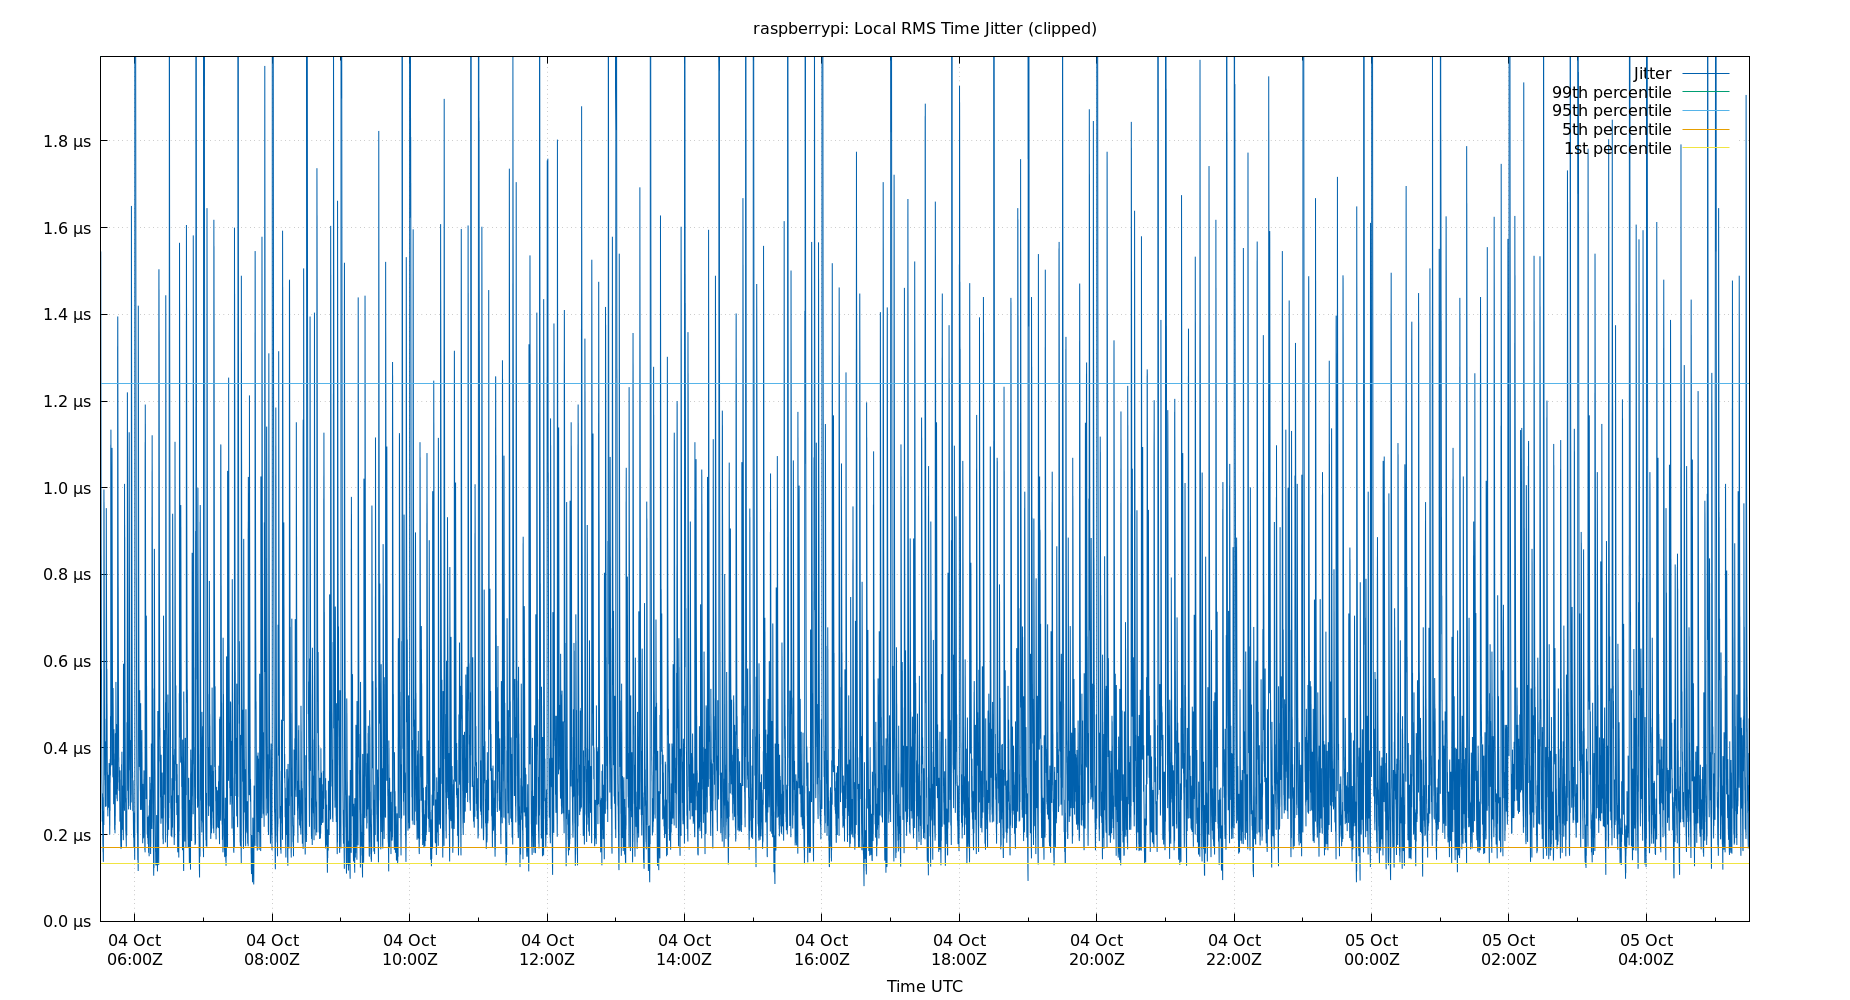 raspberrypi: Local RMS Time Jitter (clipped)
Jitter
99th percentile
95th percentile
5th percentile
1st percentile
1.8 µs
1.6 µs
1.4 µs
1.2 µs
1.0 µs
0.8 µs
0.6 µs
0.4 µs
0.2 µs
0.0 µs
04 Oct 04 Oct 04 Oct 04 Oct 04 Oct 04 Oct 04 Oct 04 Oct 04 Oct 05 Oct 05 Oct 05 Oct
06:00Z 08:00Z 10:00Z 12:00Z 14:00Z 16:00Z 18:00Z 20:00Z 22:00Z 00:00Z 02:00Z 04:00Z
Time UTC